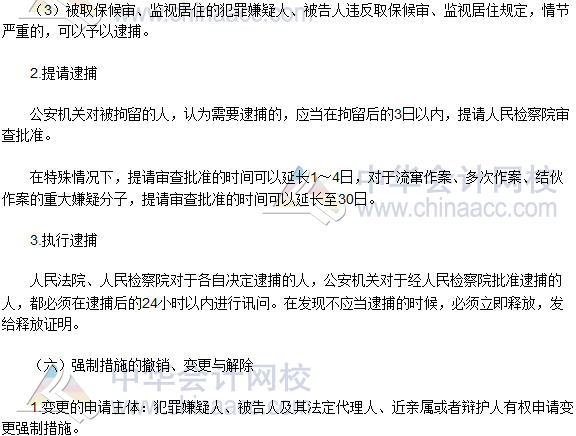 （3）被取保候审、监视居住的犯罪嫌疑人、被告人违反取保候审、监视居住规定，情节
严重的，可以予以逮捕。
2.提请逮捕
公安机关对被拘留的人，认为需要逮捕的，应当在拘留后的3日以内，提请人民检察院审
查批准。
在特殊情况下，提请审查批准的时间可以延长1～4日，对于流窜作案、多次作案、结伙
作案的重大嫌疑分子，提请审查批准的时间可以延长至30日。
中华会计网校
www.chinaacc.com
3.执行逮捕
人民法院、人民检察院对于各自决定逮捕的人，公安机关对于经人民检察院批准逮捕的
人，都必须在逮捕后的24小时以内进行讯问。在发现不应当逮捕的时候，必须立即释放，发
给释放证明。
（六）强制措施的撤销、变更与解除
中华会计网校
1.变更的申请主体：犯罪嫌疑人、被告人及其法定代理人、近亲属或者辩护人有权申请变
更强制措施。